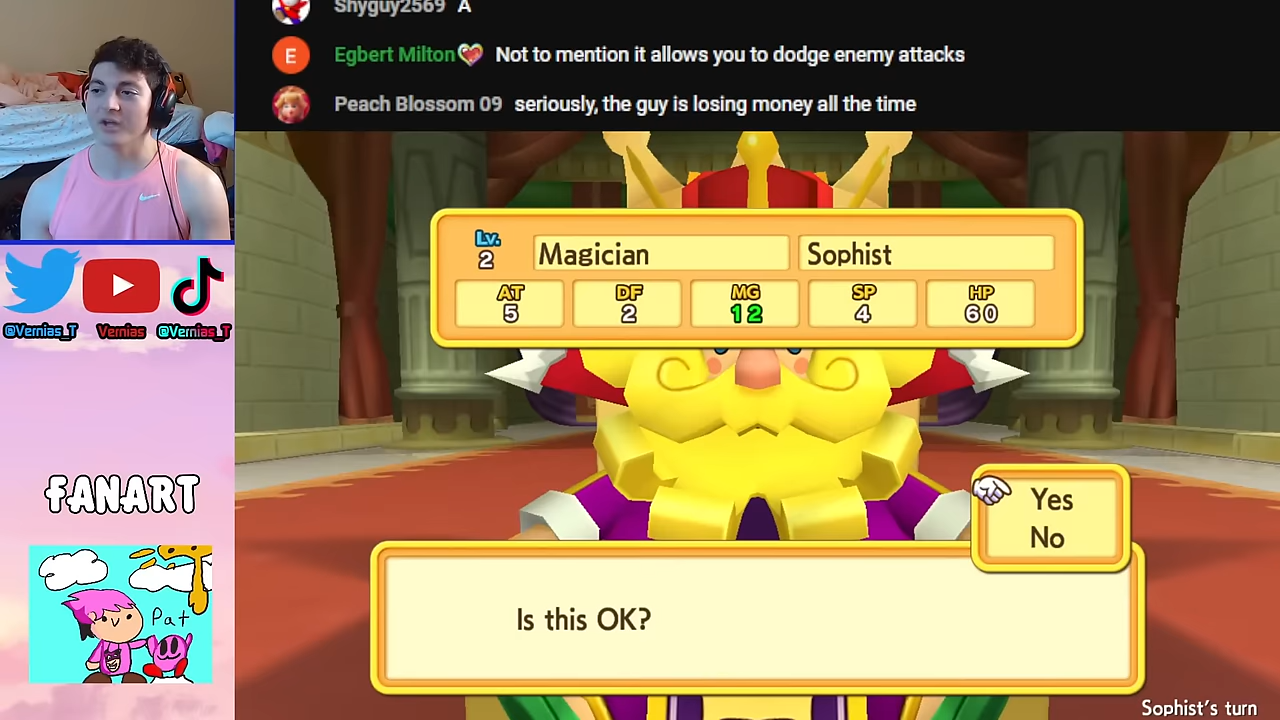 Shyguy2569 A
E Egbert Milton Not to mention it allows you to dodge enemy attacks
Peach Blossom 09 seriously, the guy is losing money all the time
Lv. 2 Magician Sophist
AT DF MG SP HP
5 2 12 4 60
@Vernias_T Vernias @Vernias_T
FANART
Pat
Yes
No
Is this OK?
Sophist's turn